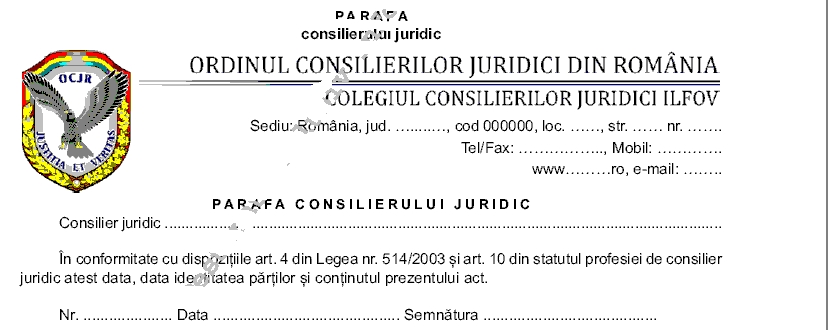 PARAFA
consilierului juridic
OCJR
JUSTITIA ET VERITAS
ORDINUL CONSILIERILOR JURIDICI DIN ROMÂNIA
COLEGIUL CONSILIERILOR JURIDICI ILFOV
Sediu: România, jud. ..........., cod 000000, loc. ......, str. ...... nr. .......
Tel/Fax: ................., Mobil: .............
www.........ro, e-mail: ........
PARAFA CONSILIERULUI JURIDIC
Consilier juridic ................. ..............................................................................................
În conformitate cu dispozițiile art. 4 din Legea nr. 514/2003 și art. 10 din statutul profesiei de consilier
juridic atest data, data identitatea părților și conținutul prezentului act.
Nr. ..................... Data ........................................... Semnătura ........................................